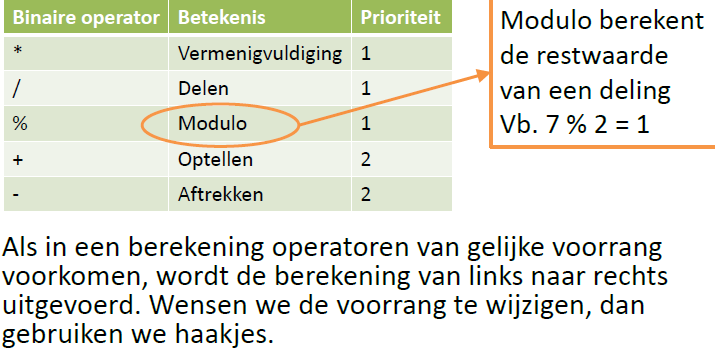 Binaire operator Betekenis Prioriteit
* Vermenigvuldiging 1
/ Delen 1
% Modulo 1
+ Optellen 2
- Aftrekken 2
Modulo berekent
de restwaarde
van een deling
Vb. 7 % 2 = 1
Als in een berekening operatoren van gelijke voorrang
voorkomen, wordt de berekening van links naar rechts
uitgevoerd. Wensen we de voorrang te wijzigen, dan
gebruiken we haakjes.